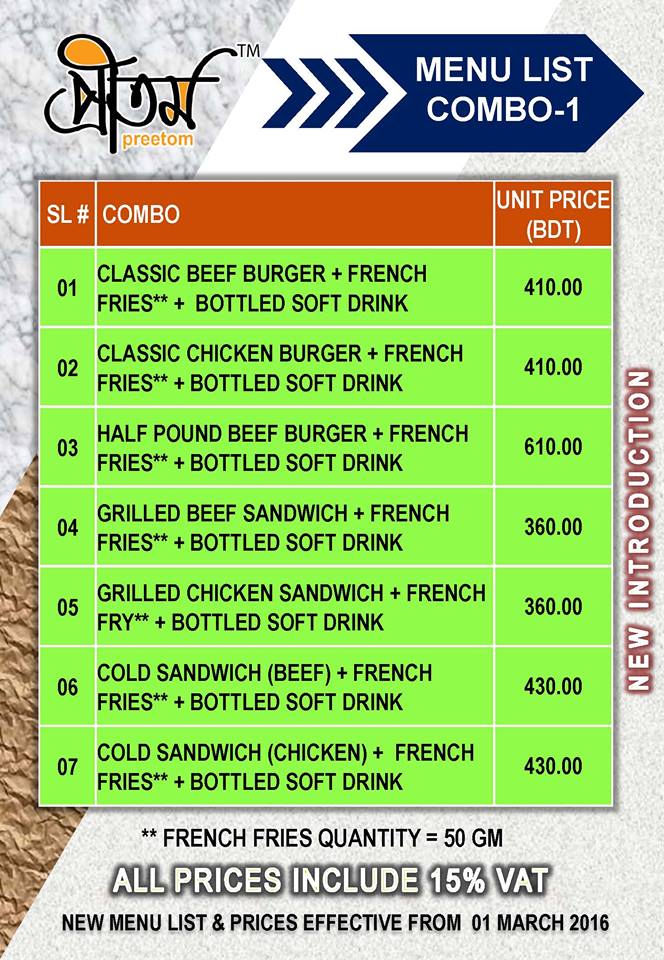 প্রীতম TM
preetom
MENU LIST
COMBO-1
SL # COMBO UNIT PRICE (BDT)
01 CLASSIC BEEF BURGER + FRENCH
FRIES** + BOTTLED SOFT DRINK 410.00
02 CLASSIC CHICKEN BURGER + FRENCH
FRIES** + BOTTLED SOFT DRINK 410.00
03 HALF POUND BEEF BURGER + FRENCH
FRIES** + BOTTLED SOFT DRINK 610.00
04 GRILLED BEEF SANDWICH + FRENCH
FRIES** + BOTTLED SOFT DRINK 360.00
05 GRILLED CHICKEN SANDWICH + FRENCH
FRY** + BOTTLED SOFT DRINK 360.00
06 COLD SANDWICH (BEEF) + FRENCH
FRIES** + BOTTLED SOFT DRINK 430.00
07 COLD SANDWICH (CHICKEN) + FRENCH
FRIES** + BOTTLED SOFT DRINK 430.00
NEW INTRODUCTION
** FRENCH FRIES QUANTITY = 50 GM
ALL PRICES INCLUDE 15% VAT
NEW MENU LIST & PRICES EFFECTIVE FROM 01 MARCH 2016